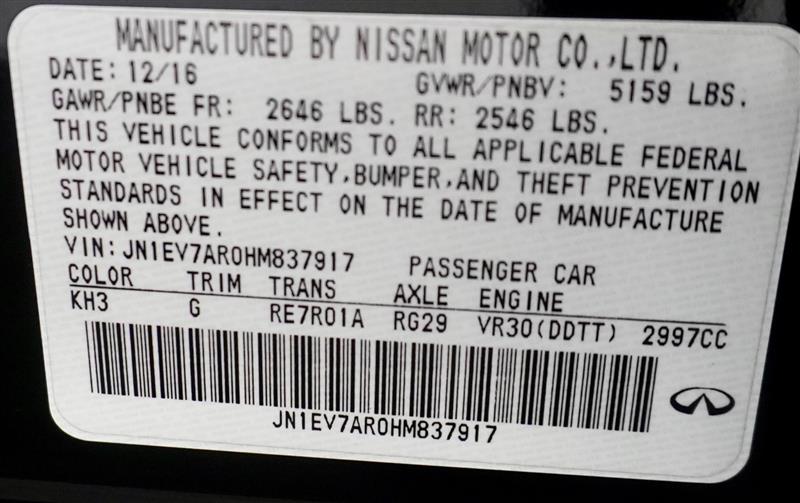 MANUFACTURED BY NISSAN MOTOR CO.,LTD.
DATE: 12/16 GVWR/PNBV: 5159 LBS.
GAWR/PNBE FR: 2646 LBS. RR: 2546 LBS.
THIS VEHICLE CONFORMS TO ALL APPLICABLE FEDERAL
MOTOR VEHICLE SAFETY,BUMPER,AND THEFT PREVENTION
STANDARDS IN EFFECT ON THE DATE OF MANUFACTURE
SHOWN ABOVE.
VIN: JN1EV7AR0HM837917 PASSENGER CAR
COLOR TRIM TRANS AXLE ENGINE
KH3 G RE7R01A RG29 VR30(DDTT) 2997CC
JN1EV7AR0HM837917